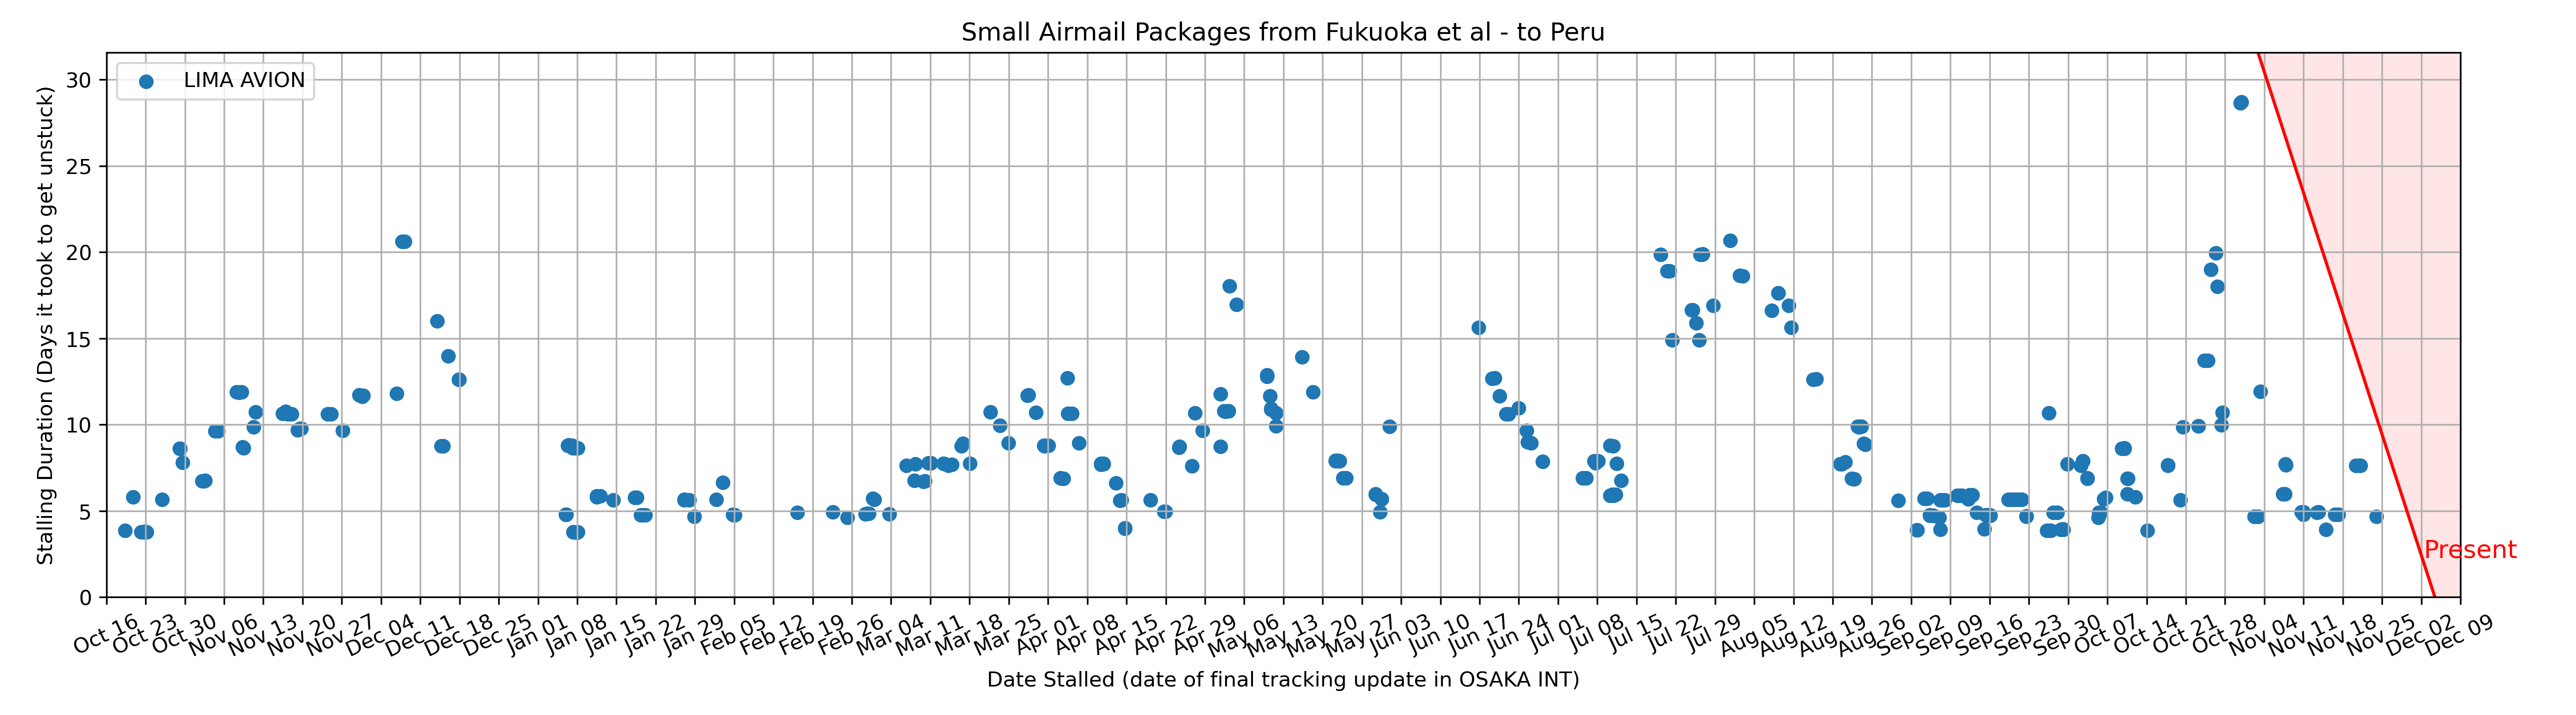 Small Airmail Packages from Fukuoka et al - to Peru
LIMA AVION
Stalling Duration (Days it took to get unstuck)
30
25
20
15
10
5
0
Present
Oct 16
Oct 23
Oct 30
Nov 06
Nov 13
Nov 20
Nov 27
Dec 04
Dec 11
Dec 18
Dec 25
Jan 01
Jan 08
Jan 15
Jan 22
Jan 29
Feb 05
Feb 12
Feb 19
Feb 26
Mar 04
Mar 11
Mar 18
Mar 25
Apr 01
Apr 08
Apr 15
Apr 22
Apr 29
May 06
May 13
May 20
May 27
Jun 03
Jun 10
Jun 17
Jun 24
Jul 01
Jul 08
Jul 15
Jul 22
Jul 29
Aug 05
Aug 12
Aug 19
Aug 26
Sep 02
Sep 09
Sep 16
Sep 23
Sep 30
Oct 07
Oct 14
Oct 21
Oct 28
Nov 04
Nov 11
Nov 18
Nov 25
Dec 02
Dec 09
Date Stalled (date of final tracking update in OSAKA INT)